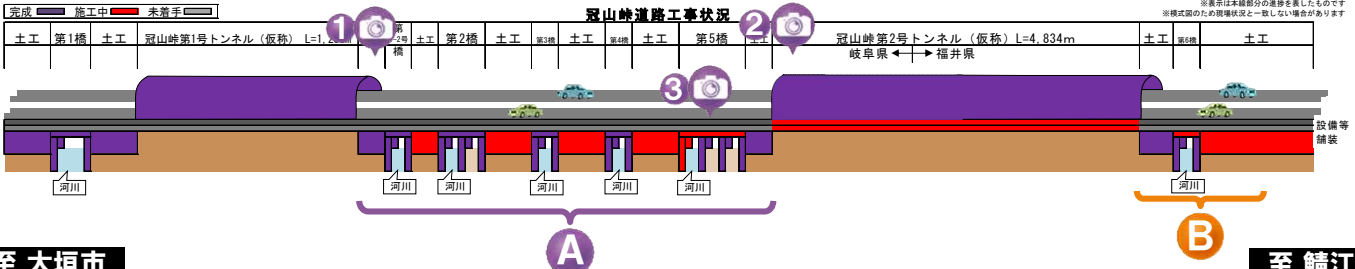 完成 施工中 未着手
冠山峠道路工事状況
※表示は本線部分の進捗を表したものです
※模式図のため現場状況と一致しない場合があります
1 2
土工 第1橋 土工 冠山峠第1号トンネル（仮称） 土工 第2橋 土工 第3橋 土工 第4橋 土工 第5橋 土工 冠山峠第2号トンネル（仮称）L=4,834m 土工 第6橋 土工
岐阜県 福井県
3
設備等
舗装
河川 河川 河川 河川 河川 河川 河川
A B
至 大垣市 至 鯖江